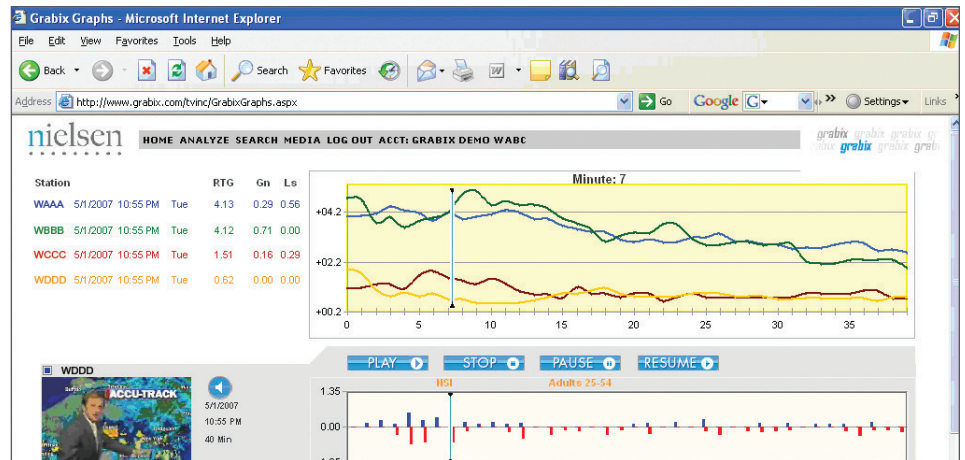 Grabix Graphs - Microsoft Internet Explorer
File Edit View Favorites Tools Help
Back Search Favorites
Address http://www.grabix.com/tvinc/GrabixGraphs.aspx Go Google G Settings Links
nielsen HOME ANALYZE SEARCH MEDIA LOG OUT ACCT: GRABIX DEMO WABC
grabix grabix grabix
grabix grabix
Station RTG Gn Ls
WAAA 5/1/2007 10:55 PM Tue 4.13 0.29 0.56
WBBB 5/1/2007 10:55 PM Tue 4.12 0.71 0.00
WCCC 5/1/2007 10:55 PM Tue 1.51 0.16 0.29
WDDD 5/1/2007 10:55 PM Tue 0.62 0.00 0.00
Minute: 7
+04.2
+02.2
+00.2
0 5 10 15 20 25 30 35
PLAY STOP PAUSE RESUME
WDDD
ACCU-TRACK
5/1/2007
10:55 PM
40 Min
HSI Adults 25-54
1.35
0.00